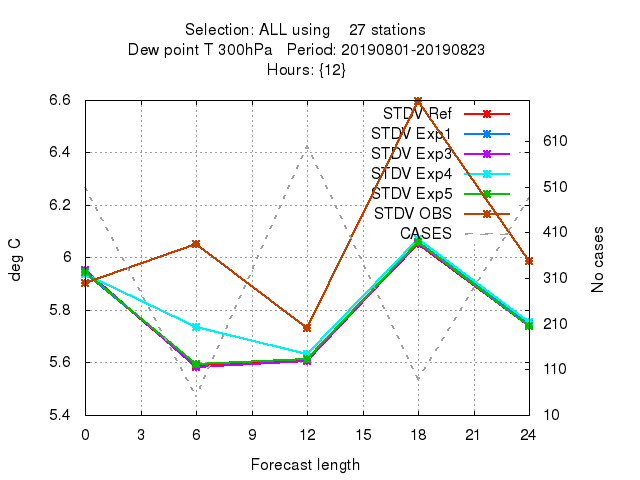 Selection: ALL using    27 stations
Dew point T 300hPa   Period: 20190801-20190823
Hours: {12}
6.6
6.4
6.2
6
5.8
5.6
5.4
deg C
STDV Ref
STDV Exp1
STDV Exp3
STDV Exp4
STDV Exp5
STDV OBS
CASES
610
510
410
310
210
110
10
No cases
0 3 6 9 12 15 18 21 24
Forecast length